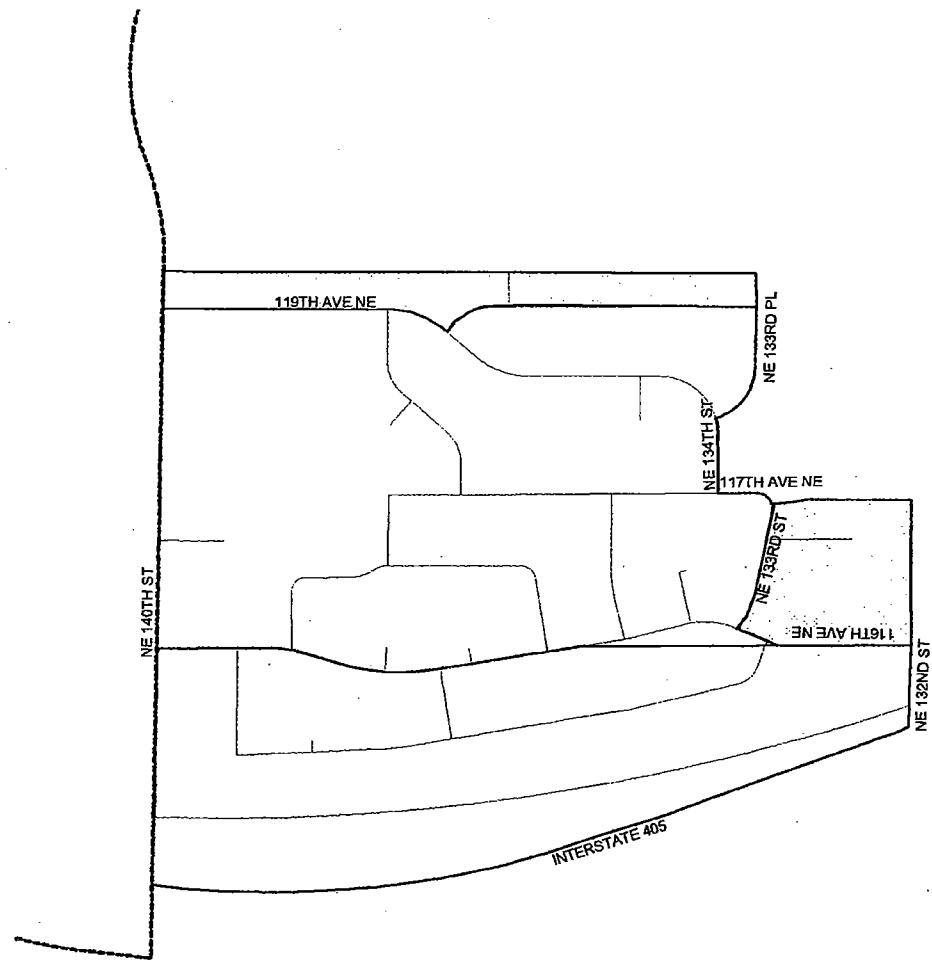 119TH AVE NE
NE 133RD PL
NE 134TH ST
117TH AVE NE
NE 133RD ST
NE 140TH ST
116TH AVE NE
NE 132ND ST
INTERSTATE 405